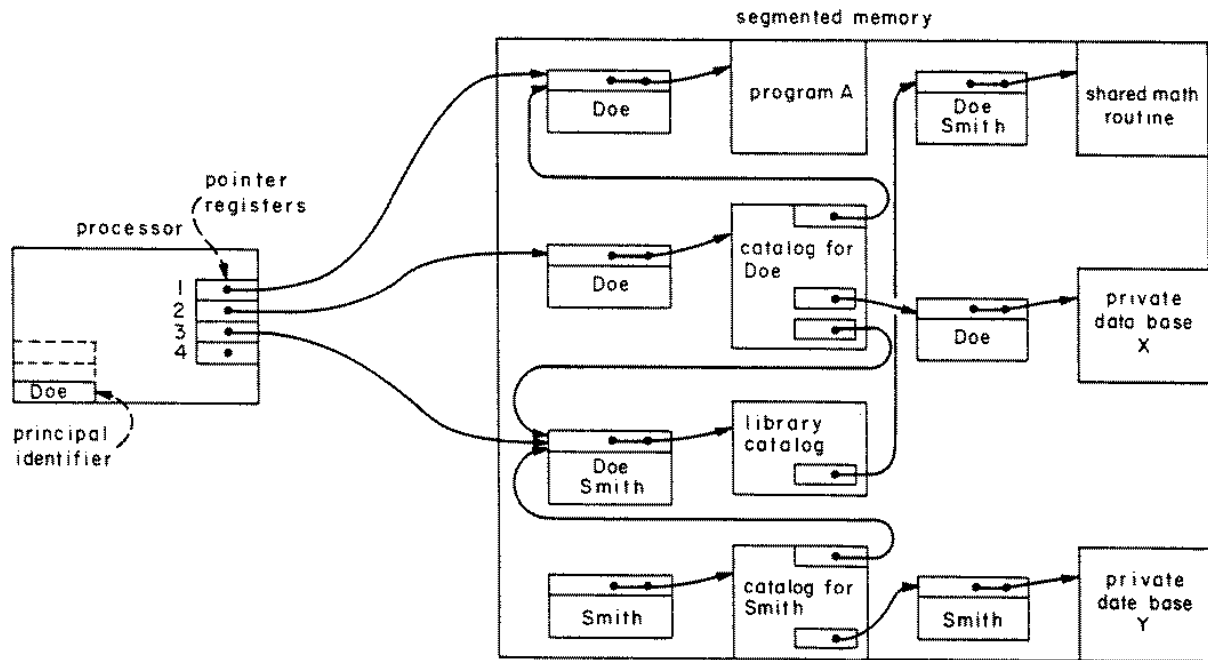 segmented memory
Doe
program A
Doe
Smith
shared math
routine
pointer
registers
processor
1
2
3
4
Doe
principal
identifier
Doe
catalog for
Doe
Doe
private
data base
X
Doe
Smith
library
catalog
Smith
catalog for
Smith
Smith
private
date base
Y